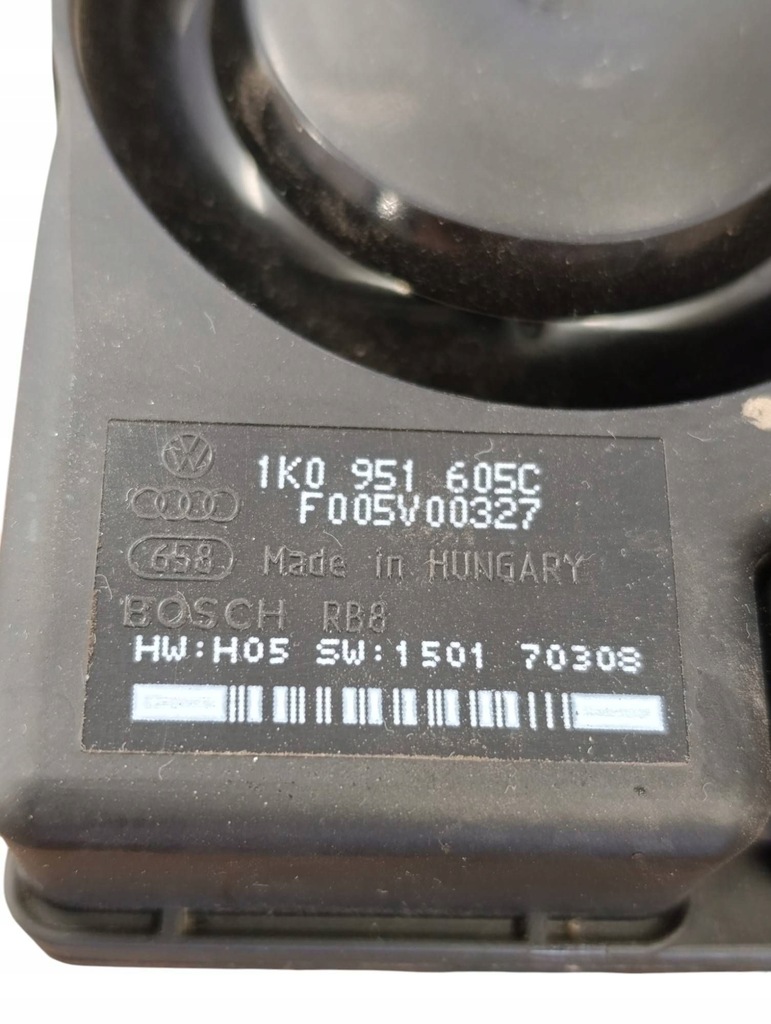 1K0 951 605C
F005V00327
658 Made in HUNGARY
BOSCH RB8
HW:H05 SW:1501 70308